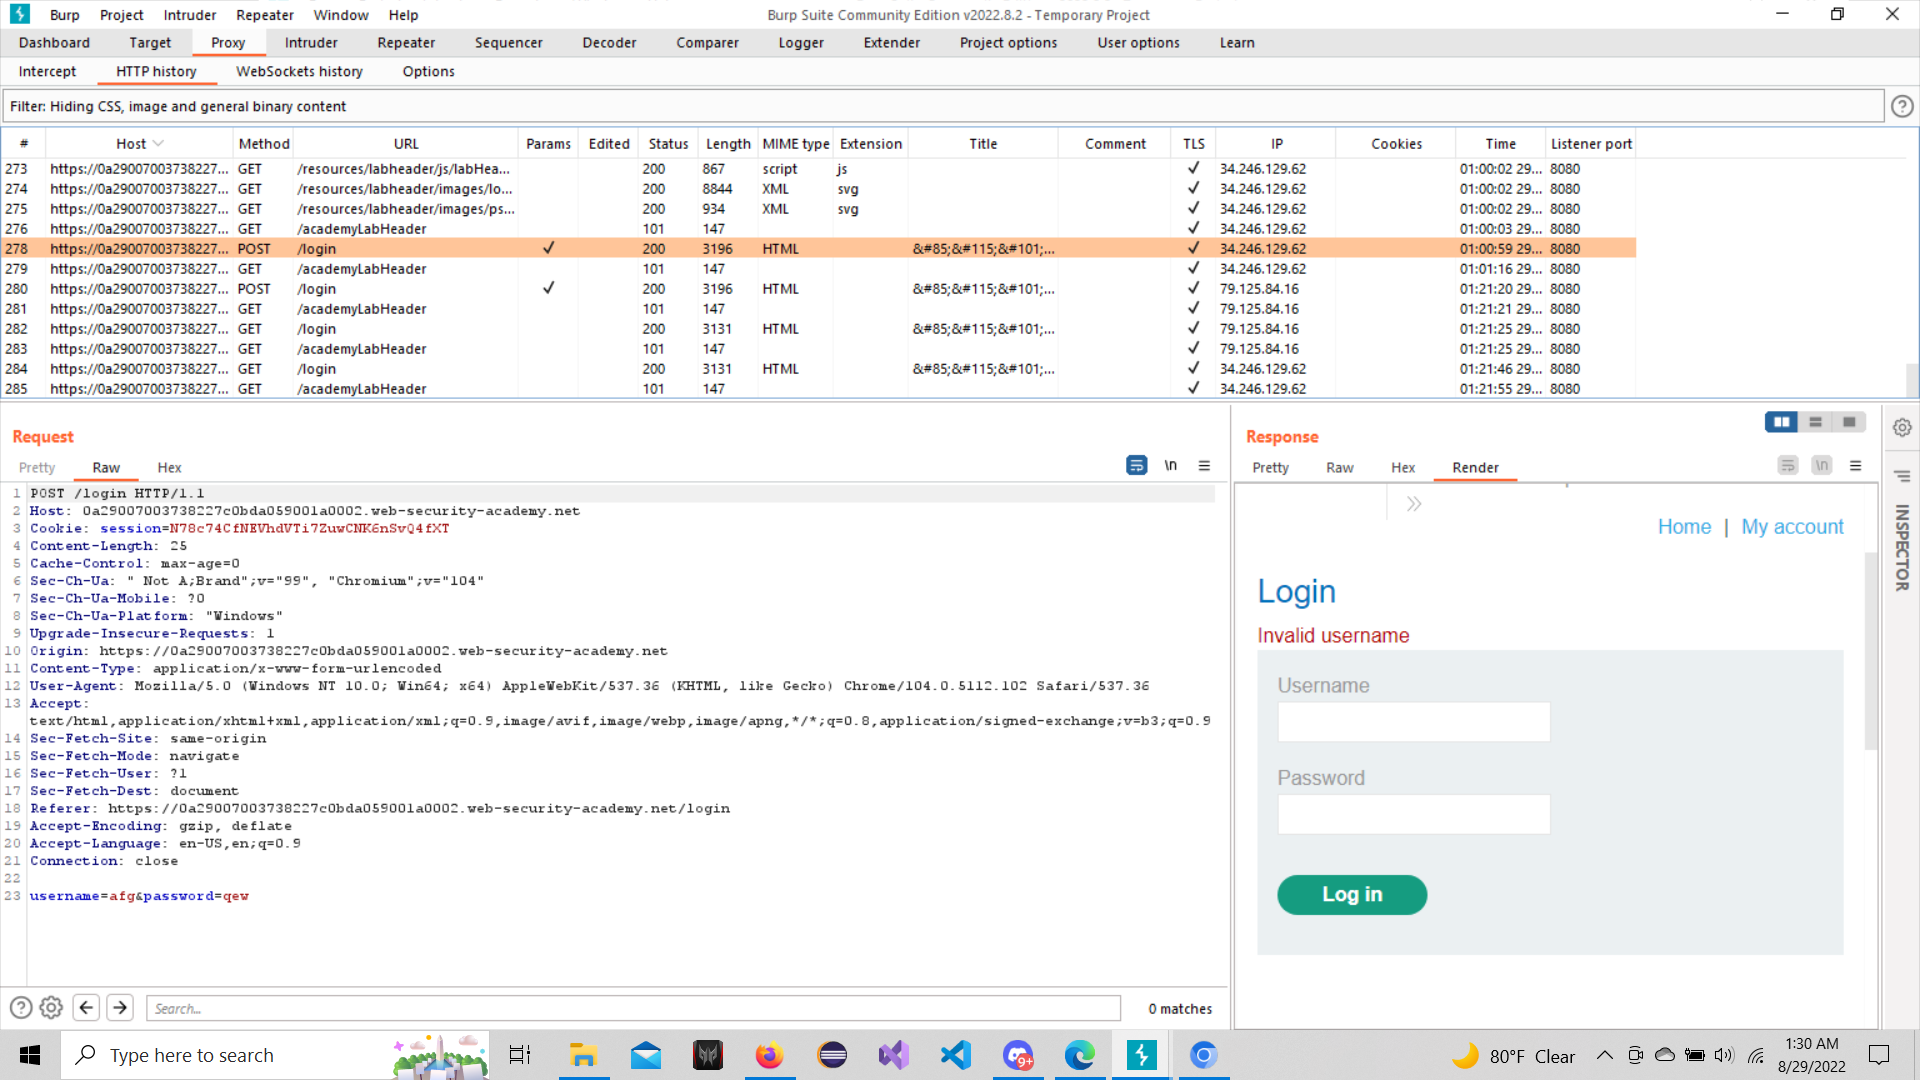 Burp Project Intruder Repeater Window Help Burp Suite Community Edition v2022.8.2 - Temporary Project
Dashboard Target Proxy Intruder Repeater Sequencer Decoder Comparer Logger Extender Project options User options Learn
Intercept HTTP history WebSockets history Options
Filter: Hiding CSS, image and general binary content
# Host Method URL Params Edited Status Length MIME type Extension Title Comment TLS IP Cookies Time Listener port
273 https://0a29007003738227... GET /resources/labheader/js/labHea... 200 867 script js ✓ 34.246.129.62 01:00:02 29... 8080
274 https://0a29007003738227... GET /resources/labheader/images/lo... 200 8844 XML svg ✓ 34.246.129.62 01:00:02 29... 8080
275 https://0a29007003738227... GET /resources/labheader/images/ps... 200 934 XML svg ✓ 34.246.129.62 01:00:02 29... 8080
276 https://0a29007003738227... GET /academyLabHeader 101 147 ✓ 34.246.129.62 01:00:03 29... 8080
278 https://0a29007003738227... POST /login ✓ 200 3196 HTML &#85;&#115;&#101;... ✓ 34.246.129.62 01:00:59 29... 8080
279 https://0a29007003738227... GET /academyLabHeader 101 147 ✓ 34.246.129.62 01:01:16 29... 8080
280 https://0a29007003738227... POST /login ✓ 200 3196 HTML &#85;&#115;&#101;... ✓ 79.125.84.16 01:21:20 29... 8080
281 https://0a29007003738227... GET /academyLabHeader 101 147 ✓ 79.125.84.16 01:21:21 29... 8080
282 https://0a29007003738227... GET /login 200 3131 HTML &#85;&#115;&#101;... ✓ 79.125.84.16 01:21:25 29... 8080
283 https://0a29007003738227... GET /academyLabHeader 101 147 ✓ 79.125.84.16 01:21:25 29... 8080
284 https://0a29007003738227... GET /login 200 3131 HTML &#85;&#115;&#101;... ✓ 34.246.129.62 01:21:46 29... 8080
285 https://0a29007003738227... GET /academyLabHeader 101 147 ✓ 34.246.129.62 01:21:55 29... 8080
Request
Pretty Raw Hex \n
1 POST /login HTTP/1.1
2 Host: 0a29007003738227c0bda059001a0002.web-security-academy.net
3 Cookie: session=N78c74CfNEVhdVTi7ZuwCNK6nSvQ4fXT
4 Content-Length: 25
5 Cache-Control: max-age=0
6 Sec-Ch-Ua: " Not A;Brand";v="99", "Chromium";v="104"
7 Sec-Ch-Ua-Mobile: ?0
8 Sec-Ch-Ua-Platform: "Windows"
9 Upgrade-Insecure-Requests: 1
10 Origin: https://0a29007003738227c0bda059001a0002.web-security-academy.net
11 Content-Type: application/x-www-form-urlencoded
12 User-Agent: Mozilla/5.0 (Windows NT 10.0; Win64; x64) AppleWebKit/537.36 (KHTML, like Gecko) Chrome/104.0.5112.102 Safari/537.36
13 Accept:
text/html,application/xhtml+xml,application/xml;q=0.9,image/avif,image/webp,image/apng,*/*;q=0.8,application/signed-exchange;v=b3;q=0.9
14 Sec-Fetch-Site: same-origin
15 Sec-Fetch-Mode: navigate
16 Sec-Fetch-User: ?1
17 Sec-Fetch-Dest: document
18 Referer: https://0a29007003738227c0bda059001a0002.web-security-academy.net/login
19 Accept-Encoding: gzip, deflate
20 Accept-Language: en-US,en;q=0.9
21 Connection: close
22
23 username=afg&password=qew
Search... 0 matches
Response
Pretty Raw Hex Render \n
Home | My account
Login
Invalid username
Username
Password
Log in
INSPECTOR
Type here to search 9+ 80°F Clear 1:30 AM
8/29/2022